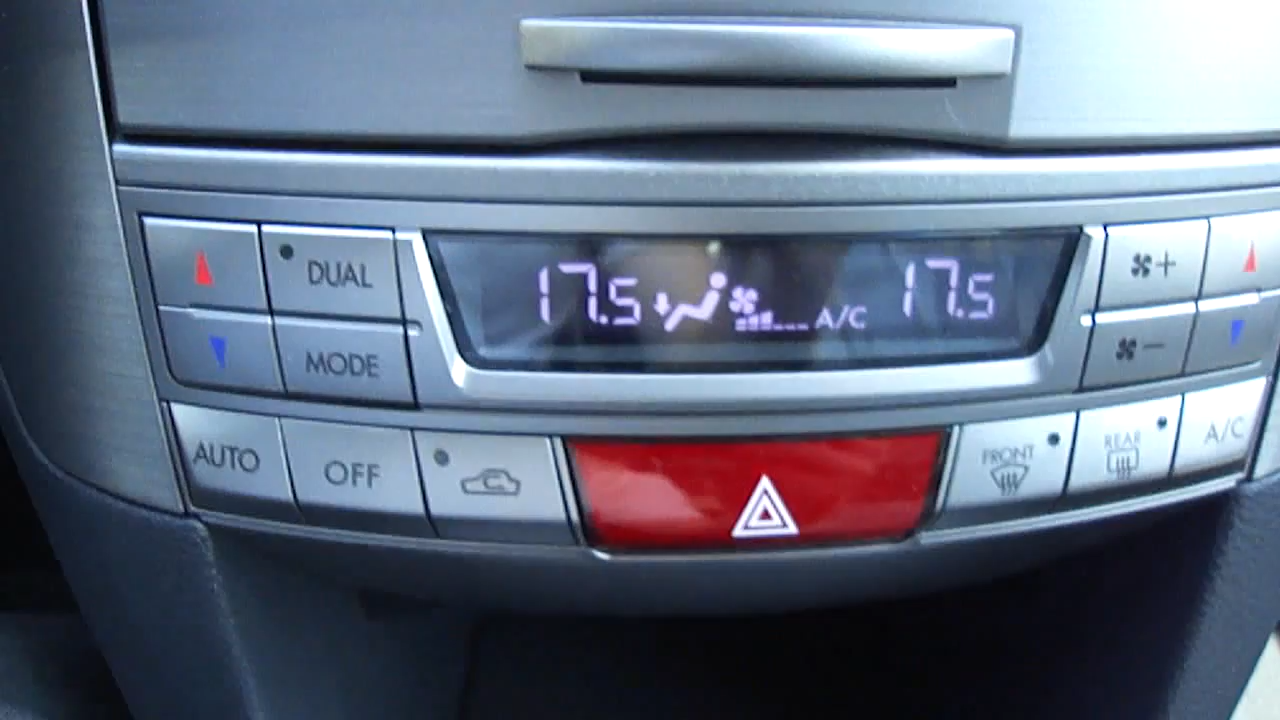 DUAL
17.5 A/C 17.5
+
MODE
−
AUTO
OFF
FRONT
REAR
A/C